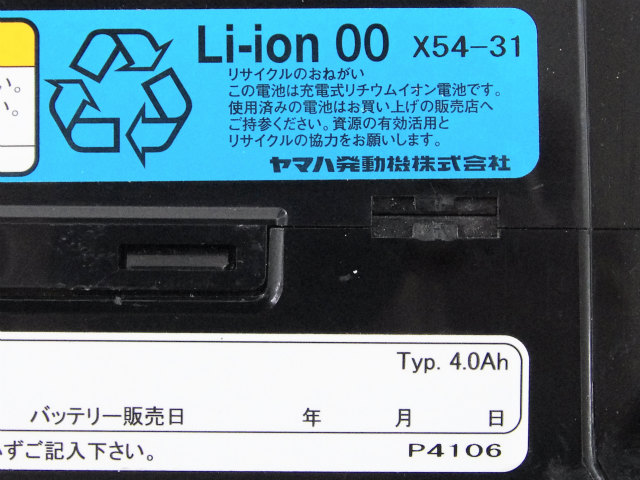 Li-ion 00 X54-31
リサイクルのおねがい
い。 この電池は充電式リチウムイオン電池です。
使用済みの電池はお買い上げの販売店へ
い。 ご持参ください。資源の有効活用と
リサイクルの協力をお願いします。
ヤマハ発動機株式会社
Typ. 4.0Ah
バッテリー販売日 年 月 日
ずご記入下さい。 P4106